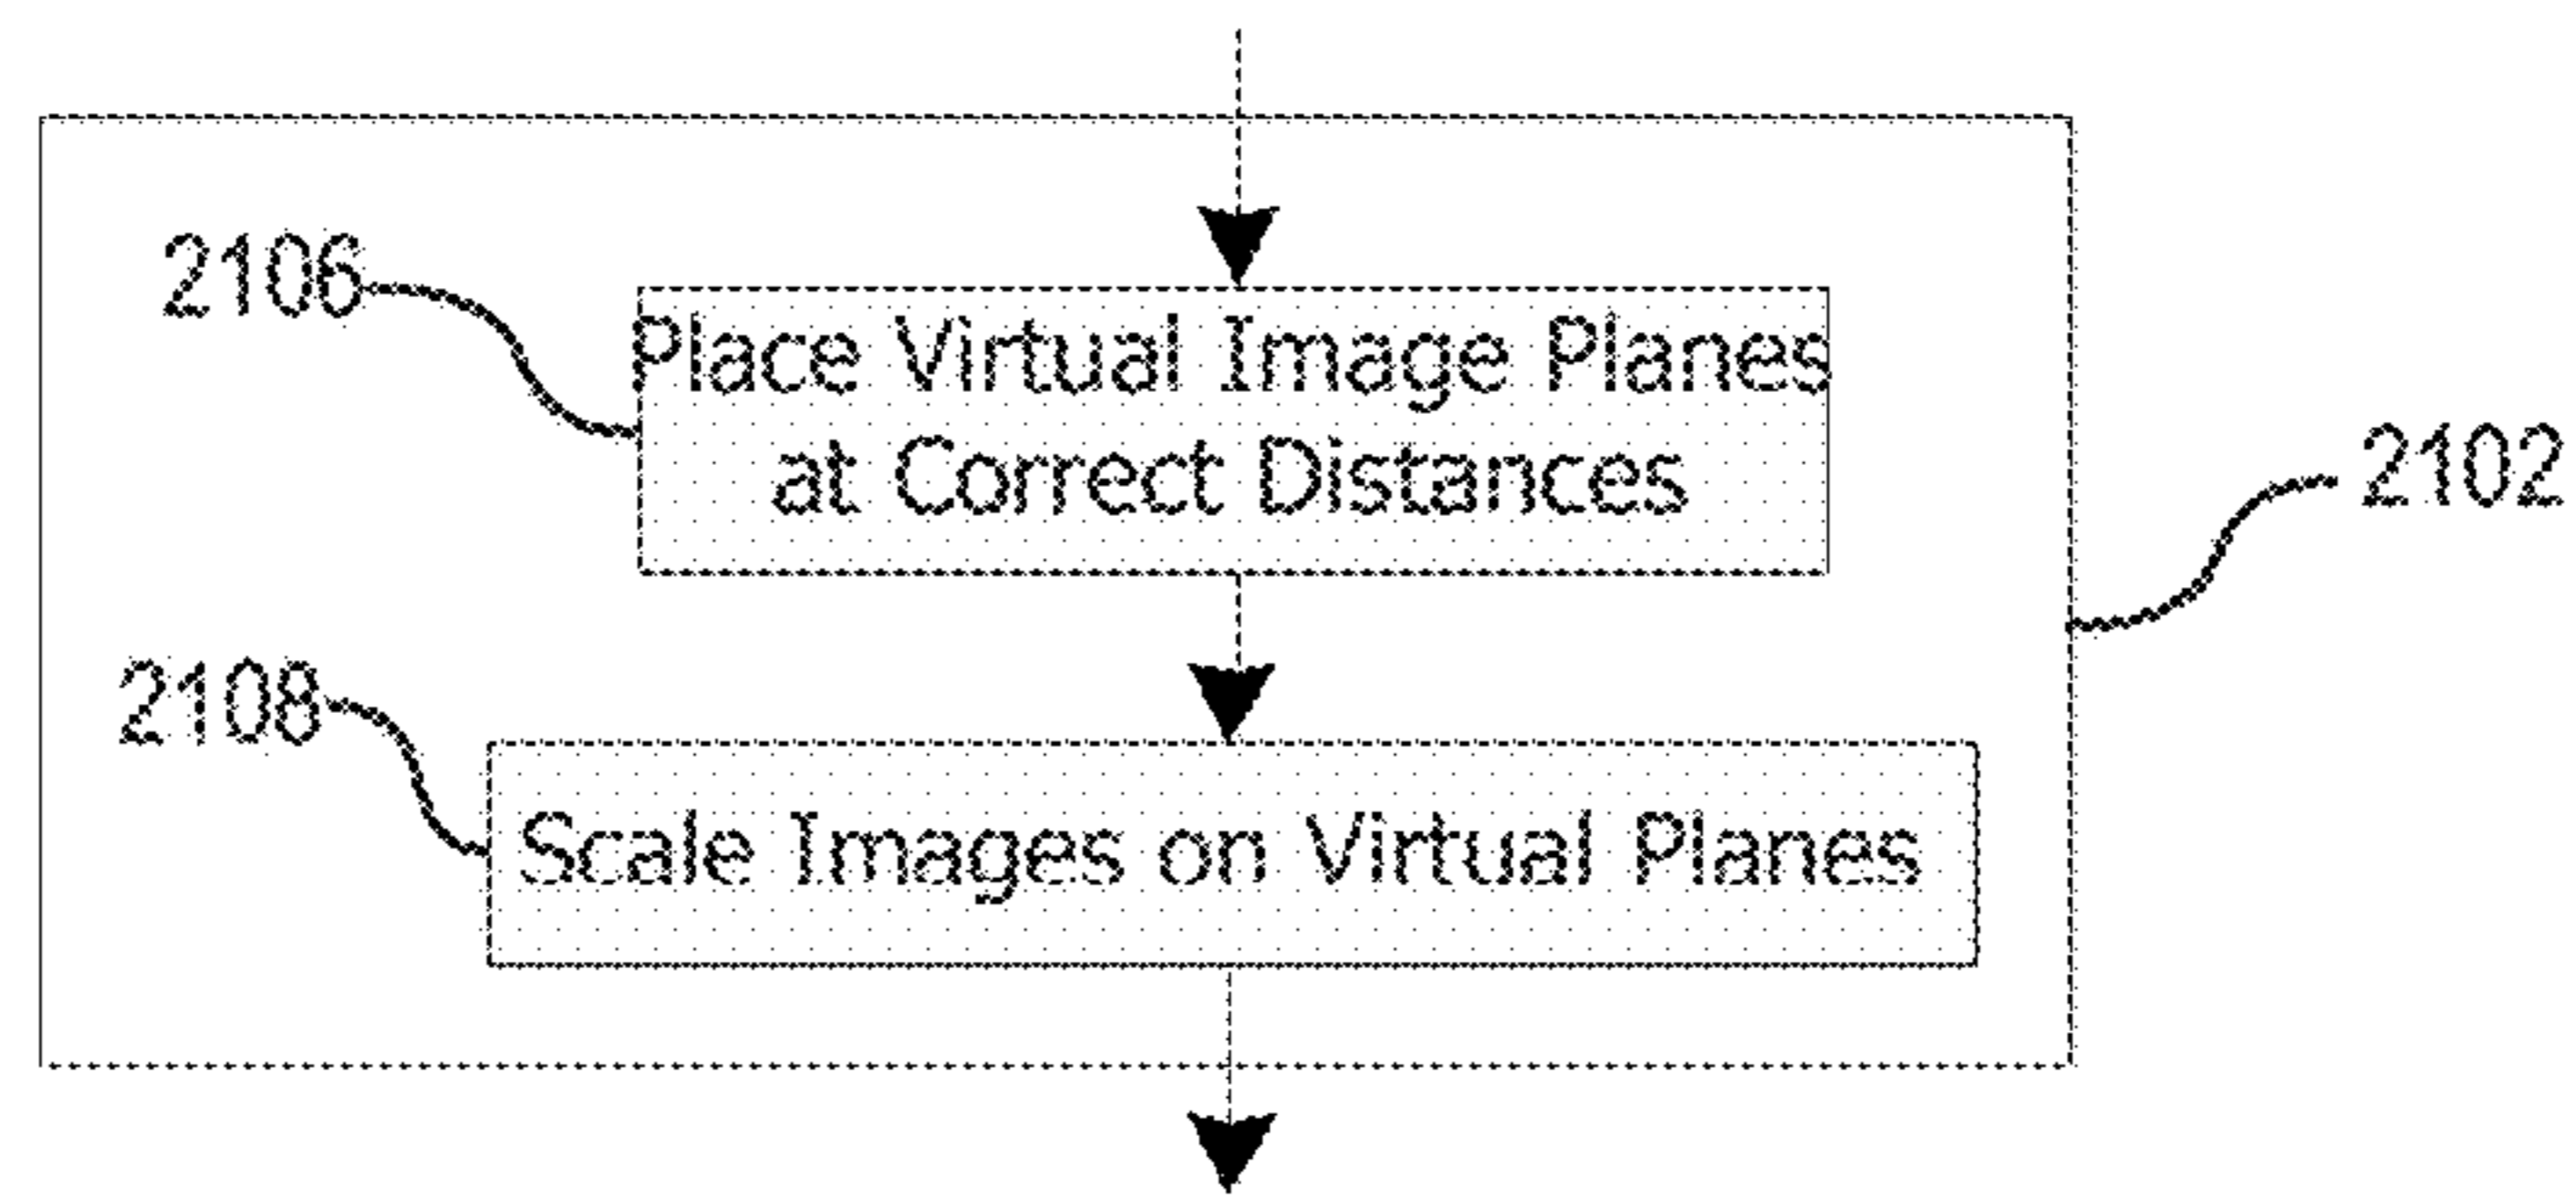 2106
Place Virtual Image Planes
at Correct Distances
2102
2108
Scale Images on Virtual Planes